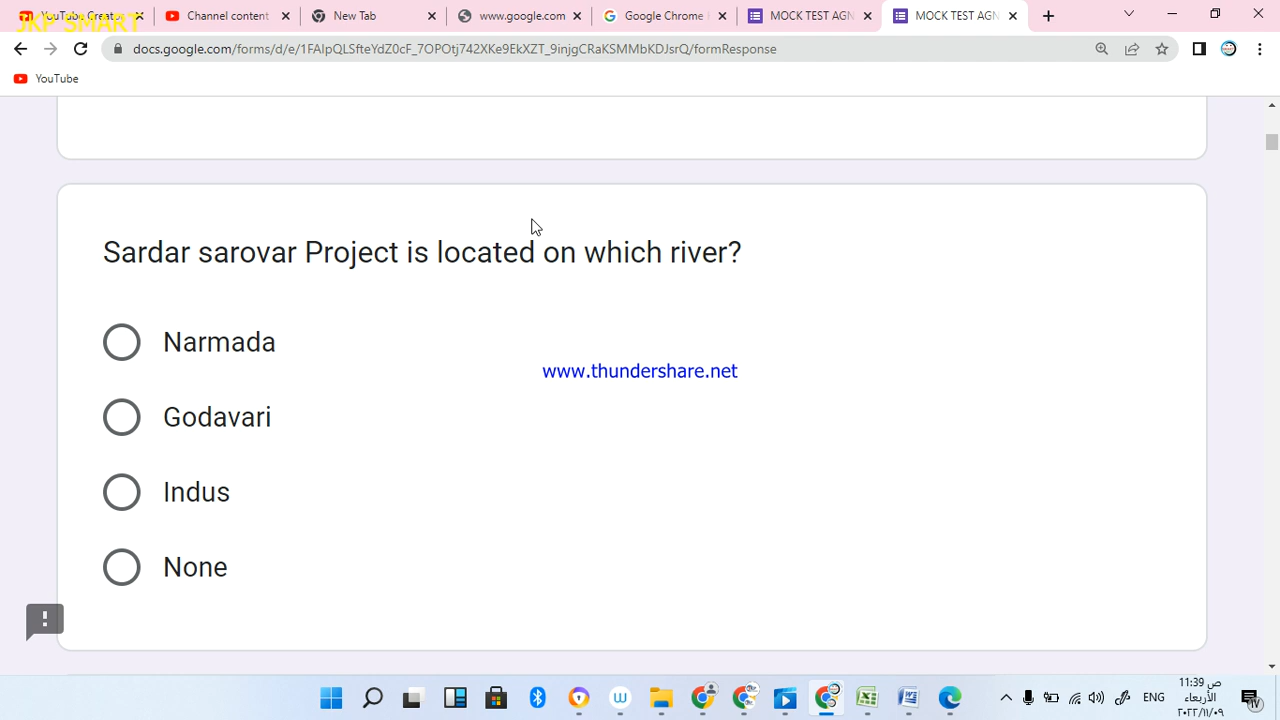 YouTube Creator
Channel content
New Tab
www.google.com
Google Chrome
MOCK TEST AGN
MOCK TEST AGN
JKP SMART
docs.google.com/forms/d/e/1FAIpQLSfteYdZ0cF_7OPOtj742XKe9EkXZT_9injgCRaKSMMbKDJsrQ/formResponse
YouTube
Sardar sarovar Project is located on which river?
Narmada
www.thundershare.net
Godavari
Indus
None
ENG
11:39 ص
الأربعاء
٢٠٢٢/١١/٠٩